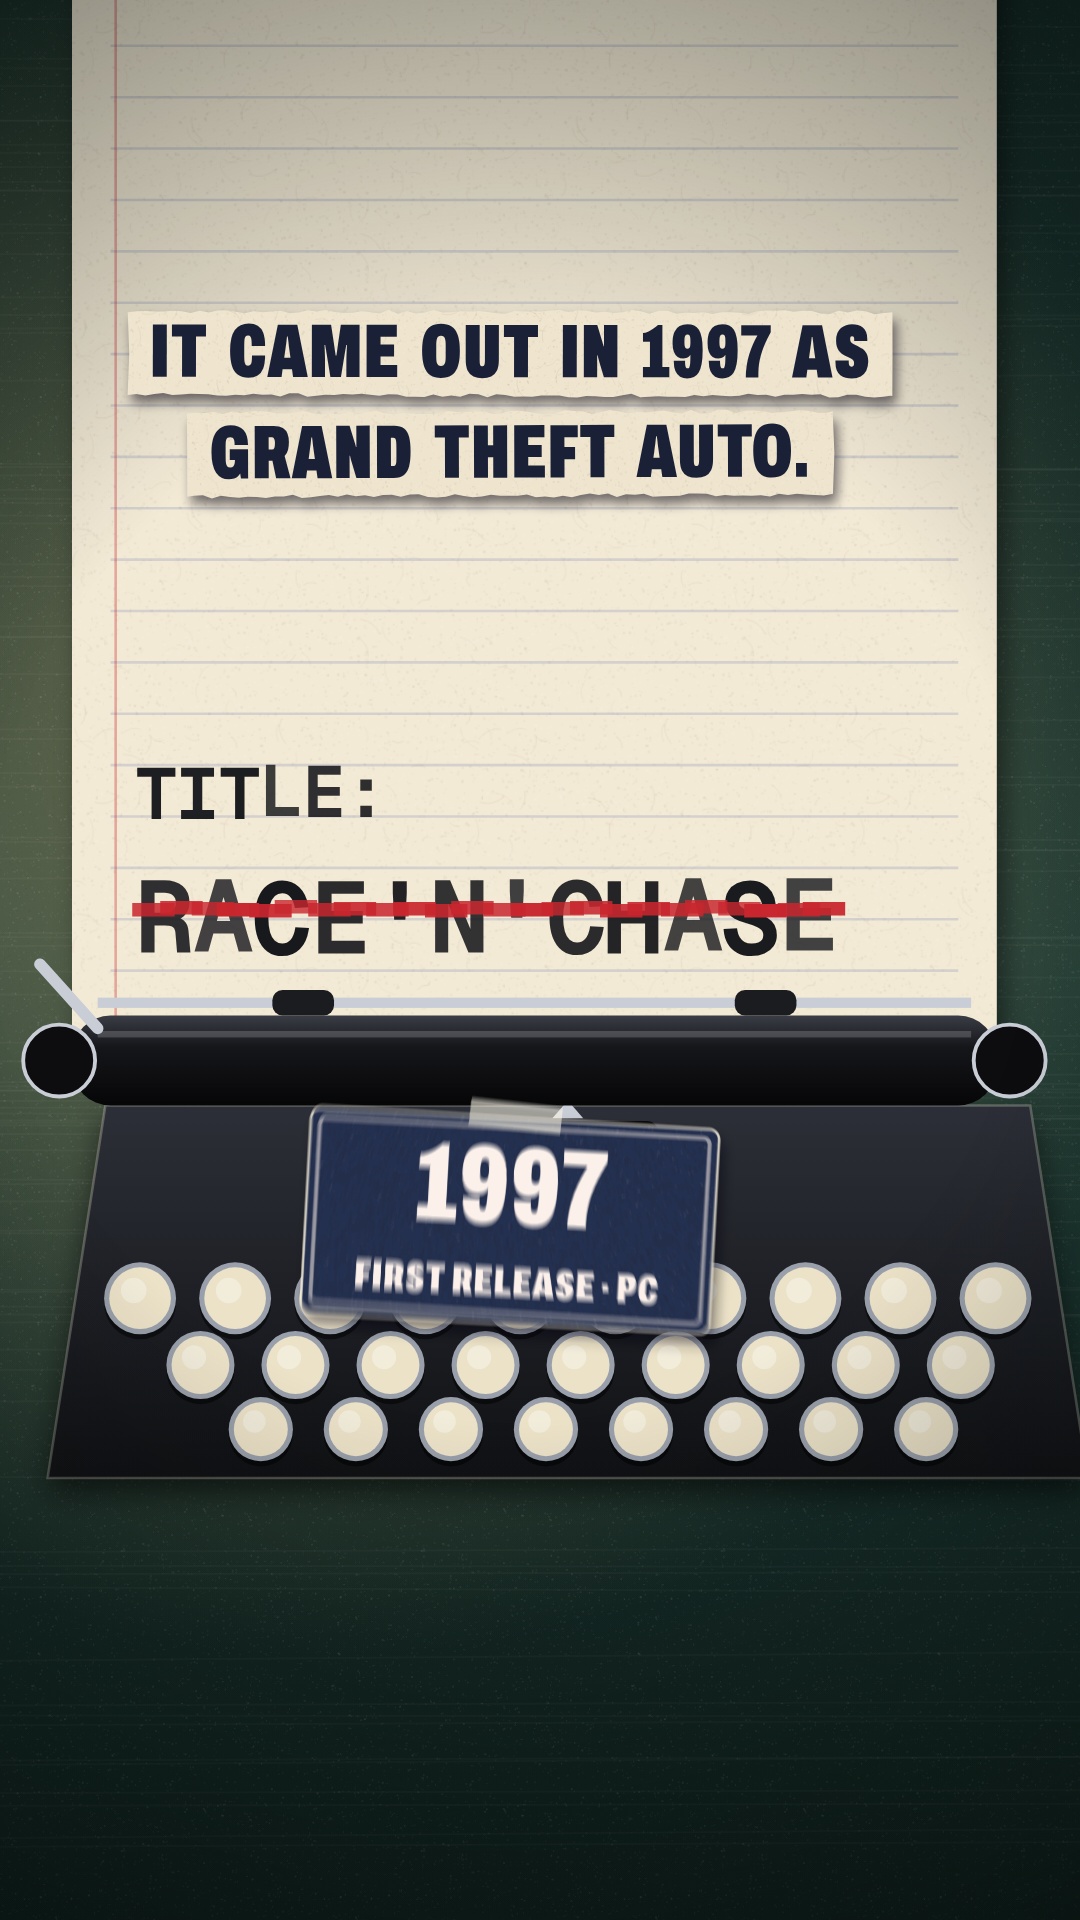 IT CAME OUT IN 1997 AS
GRAND THEFT AUTO.
TITLE:
RACE'N'CHASE
1997
FIRST RELEASE · PC